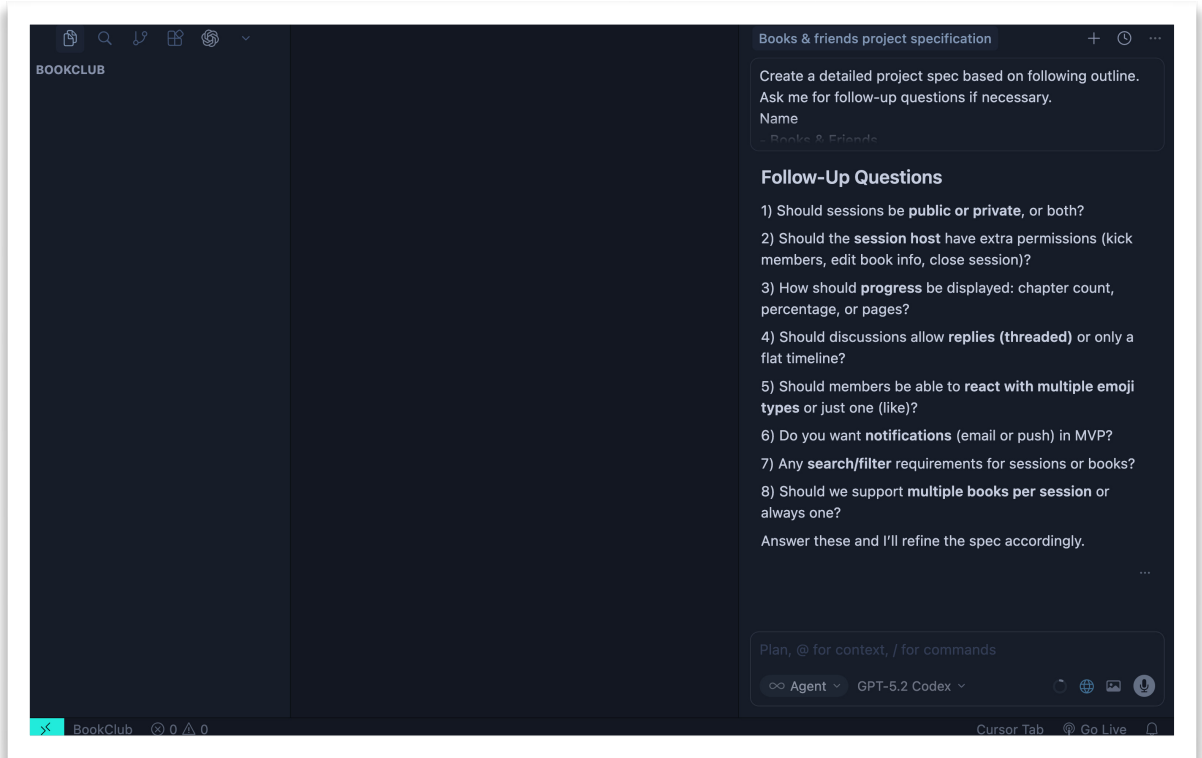 BOOKCLUB
Books & friends project specification
Create a detailed project spec based on following outline.
Ask me for follow-up questions if necessary.
Name
- Books & Friends
Follow-Up Questions
1) Should sessions be public or private, or both?
2) Should the session host have extra permissions (kick
members, edit book info, close session)?
3) How should progress be displayed: chapter count,
percentage, or pages?
4) Should discussions allow replies (threaded) or only a
flat timeline?
5) Should members be able to react with multiple emoji
types or just one (like)?
6) Do you want notifications (email or push) in MVP?
7) Any search/filter requirements for sessions or books?
8) Should we support multiple books per session or
always one?
Answer these and I’ll refine the spec accordingly.
Plan, @ for context, / for commands
Agent GPT-5.2 Codex
BookClub 0 0 Cursor Tab Go Live